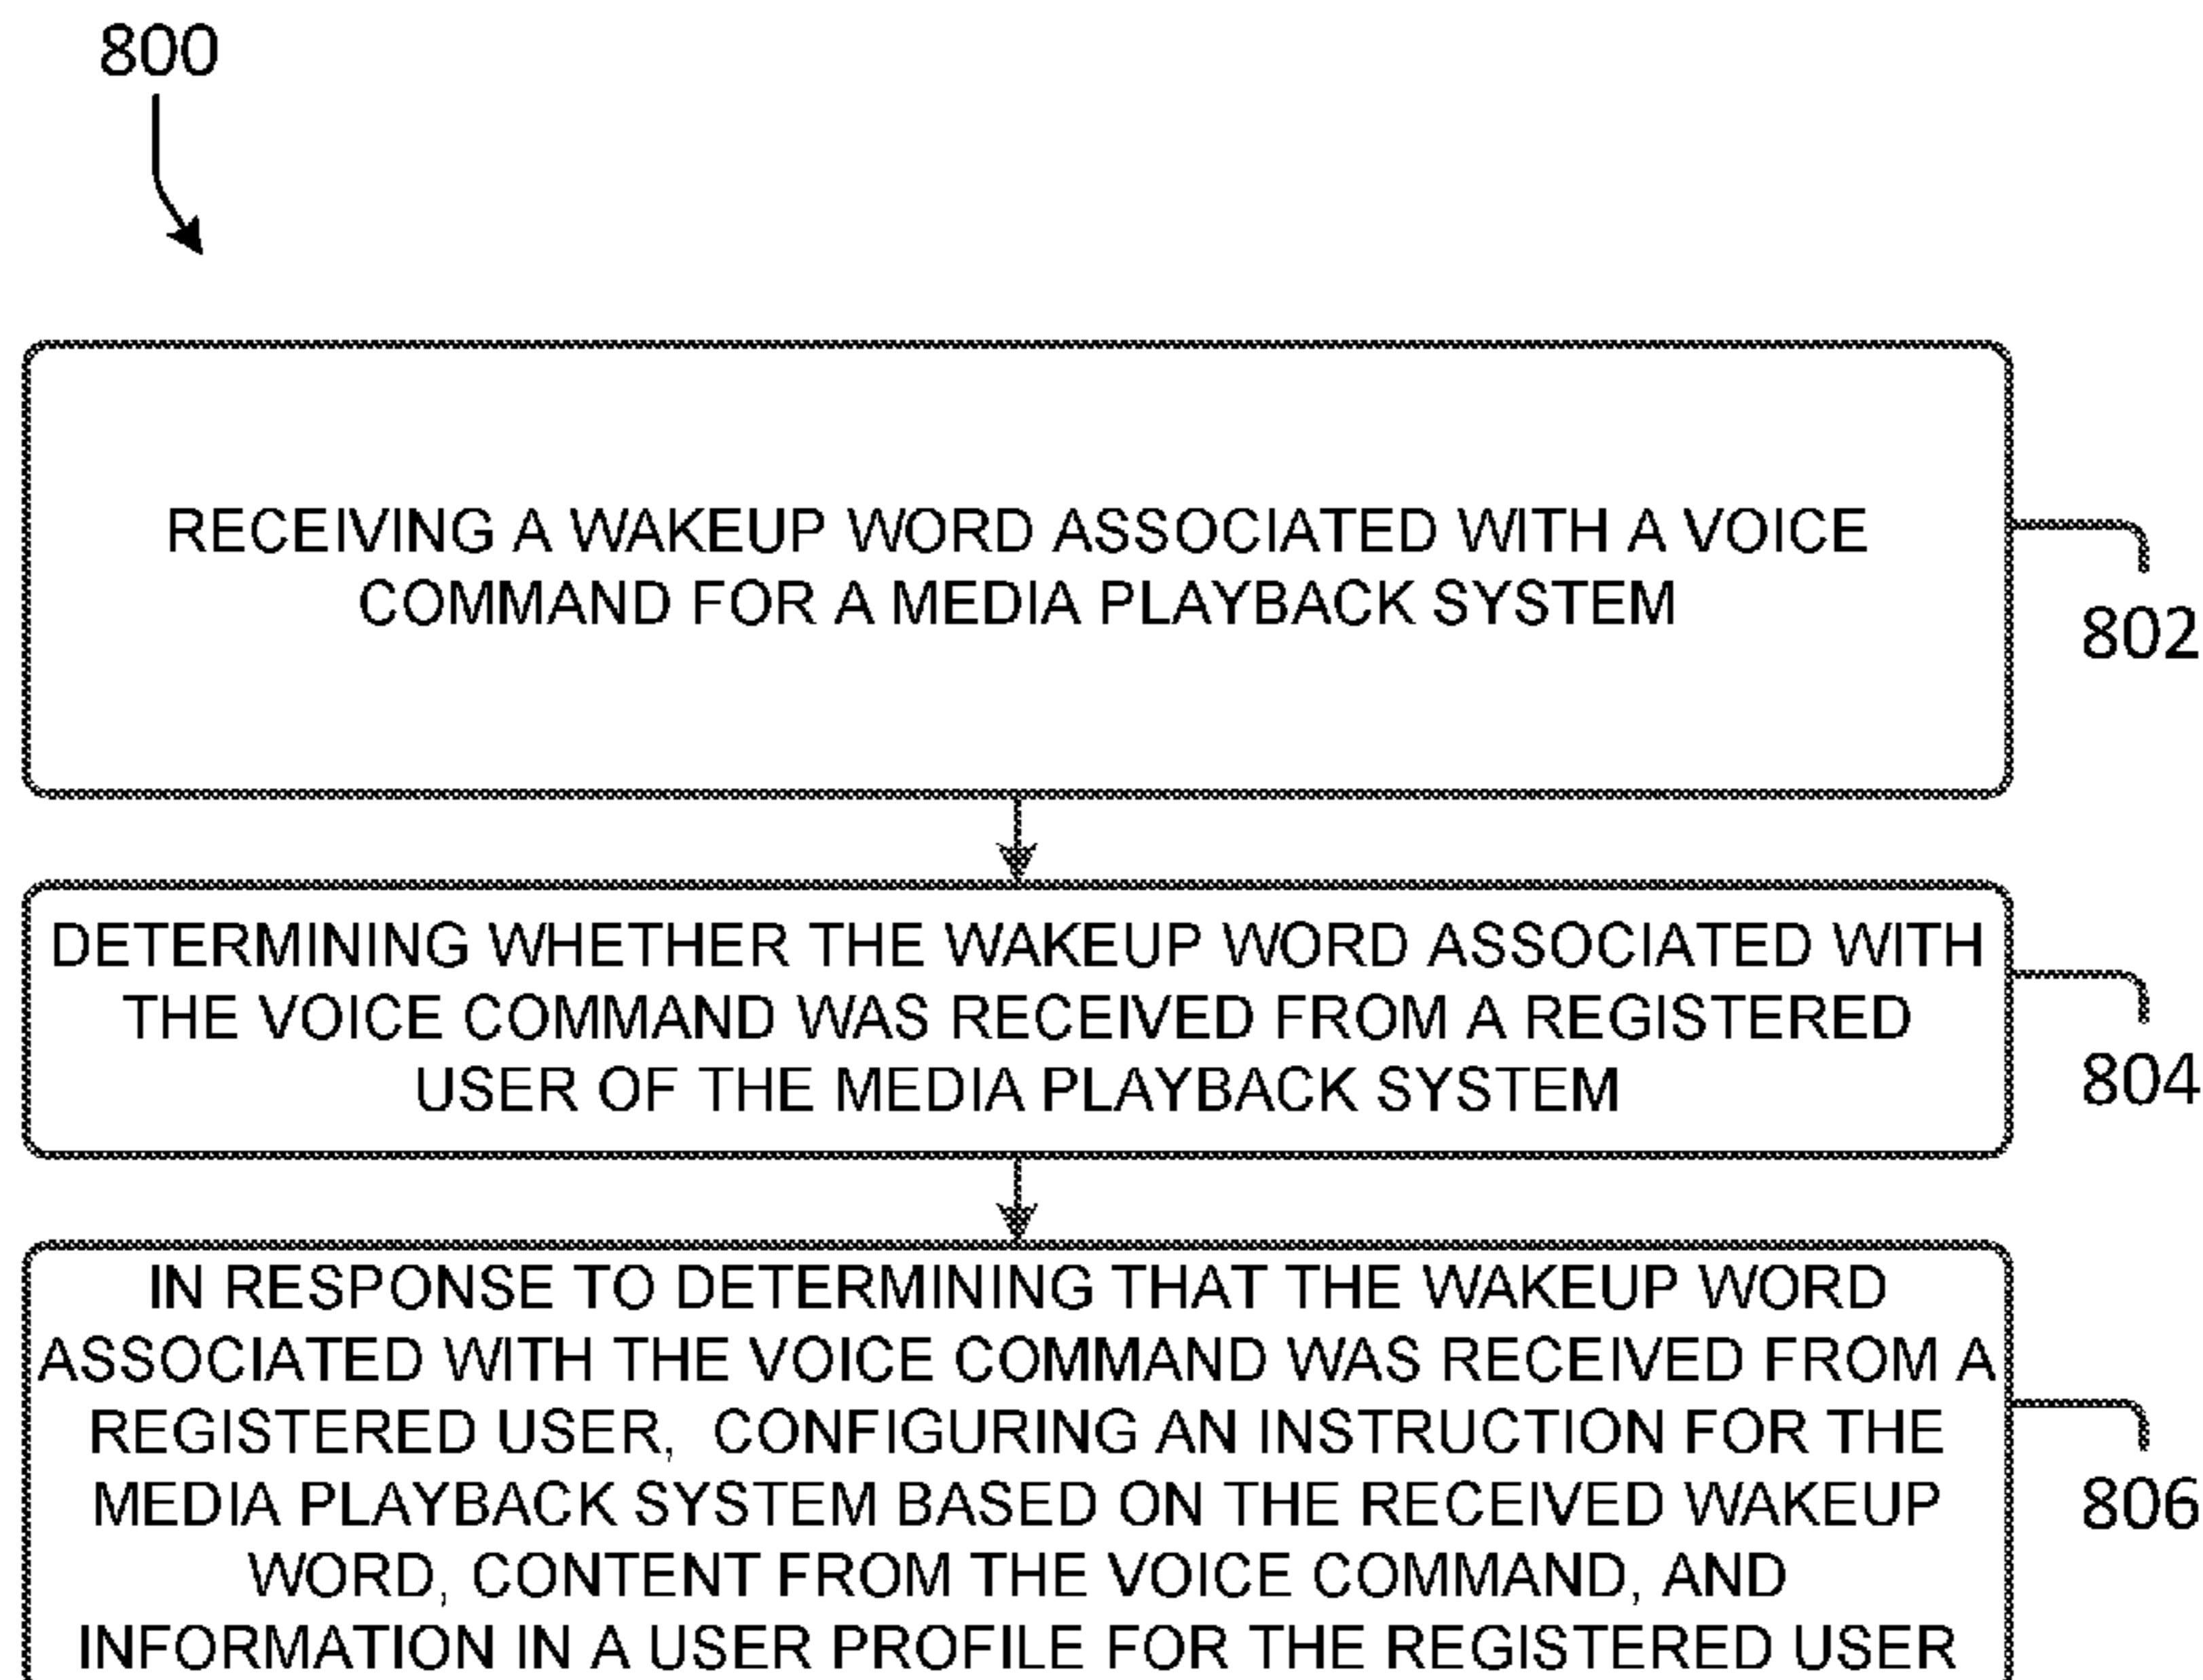 800
RECEIVING A WAKEUP WORD ASSOCIATED WITH A VOICE
COMMAND FOR A MEDIA PLAYBACK SYSTEM
802
DETERMINING WHETHER THE WAKEUP WORD ASSOCIATED WITH
THE VOICE COMMAND WAS RECEIVED FROM A REGISTERED
USER OF THE MEDIA PLAYBACK SYSTEM
804
IN RESPONSE TO DETERMINING THAT THE WAKEUP WORD
ASSOCIATED WITH THE VOICE COMMAND WAS RECEIVED FROM A
REGISTERED USER, CONFIGURING AN INSTRUCTION FOR THE
MEDIA PLAYBACK SYSTEM BASED ON THE RECEIVED WAKEUP
WORD, CONTENT FROM THE VOICE COMMAND, AND
INFORMATION IN A USER PROFILE FOR THE REGISTERED USER
806